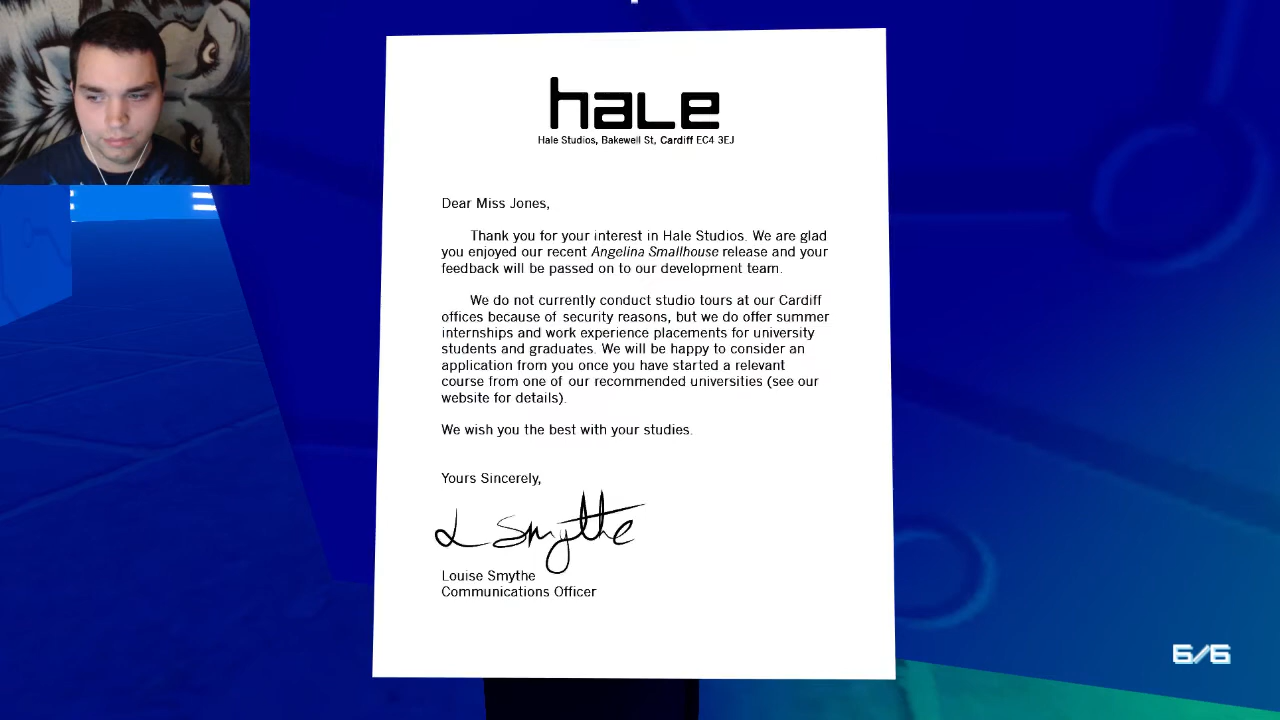 hale
Hale Studios, Bakewell St, Cardiff EC4 3EJ
Dear Miss Jones,
Thank you for your interest in Hale Studios. We are glad
you enjoyed our recent Angelina Smallhouse release and your
feedback will be passed on to our development team.
We do not currently conduct studio tours at our Cardiff
offices because of security reasons, but we do offer summer
internships and work experience placements for university
students and graduates. We will be happy to consider an
application from you once you have started a relevant
course from one of our recommended universities (see our
website for details).
We wish you the best with your studies.
Yours Sincerely,
L Smythe
Louise Smythe
Communications Officer
6/6